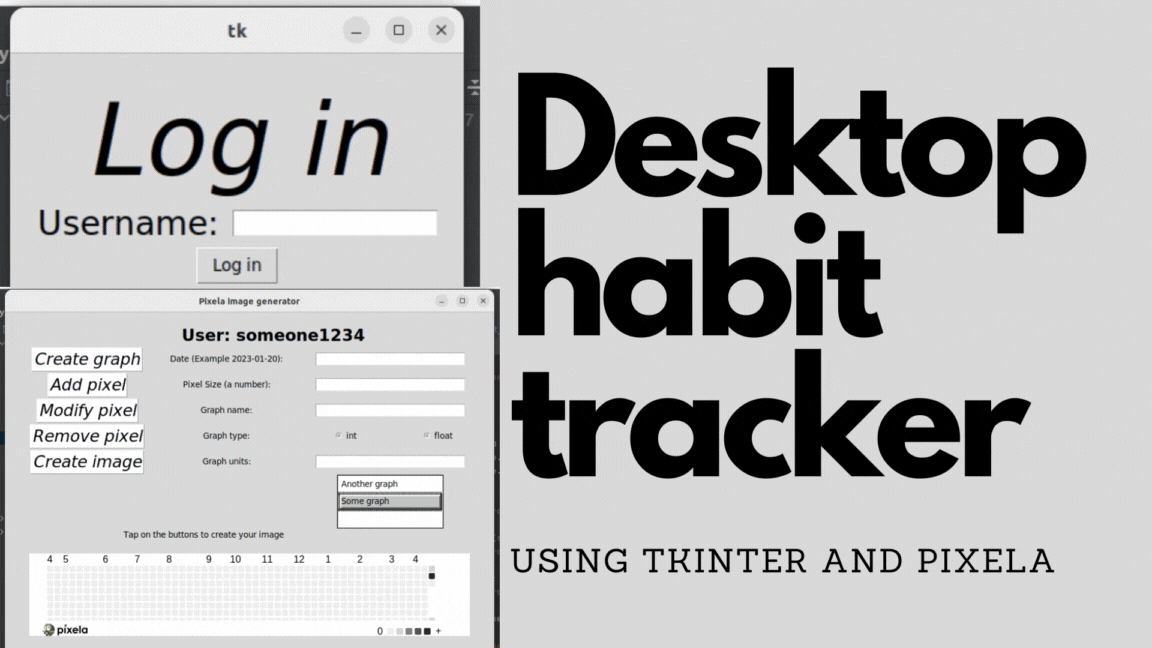 tk
Log in
Username:
Log in
Pixela image generator
User: someone1234
Create graph
Date (Example 2023-01-20):
Add pixel
Pixel Size (a number):
Modify pixel
Graph name:
Remove pixel
Graph type: int float
Create image
Graph units:
Another graph
Some graph
Tap on the buttons to create your image
4 5 6 7 8 9 10 11 12 1 2 3 4
pixela
0 +
7
Desktop
habit
tracker
USING TKINTER AND PIXELA